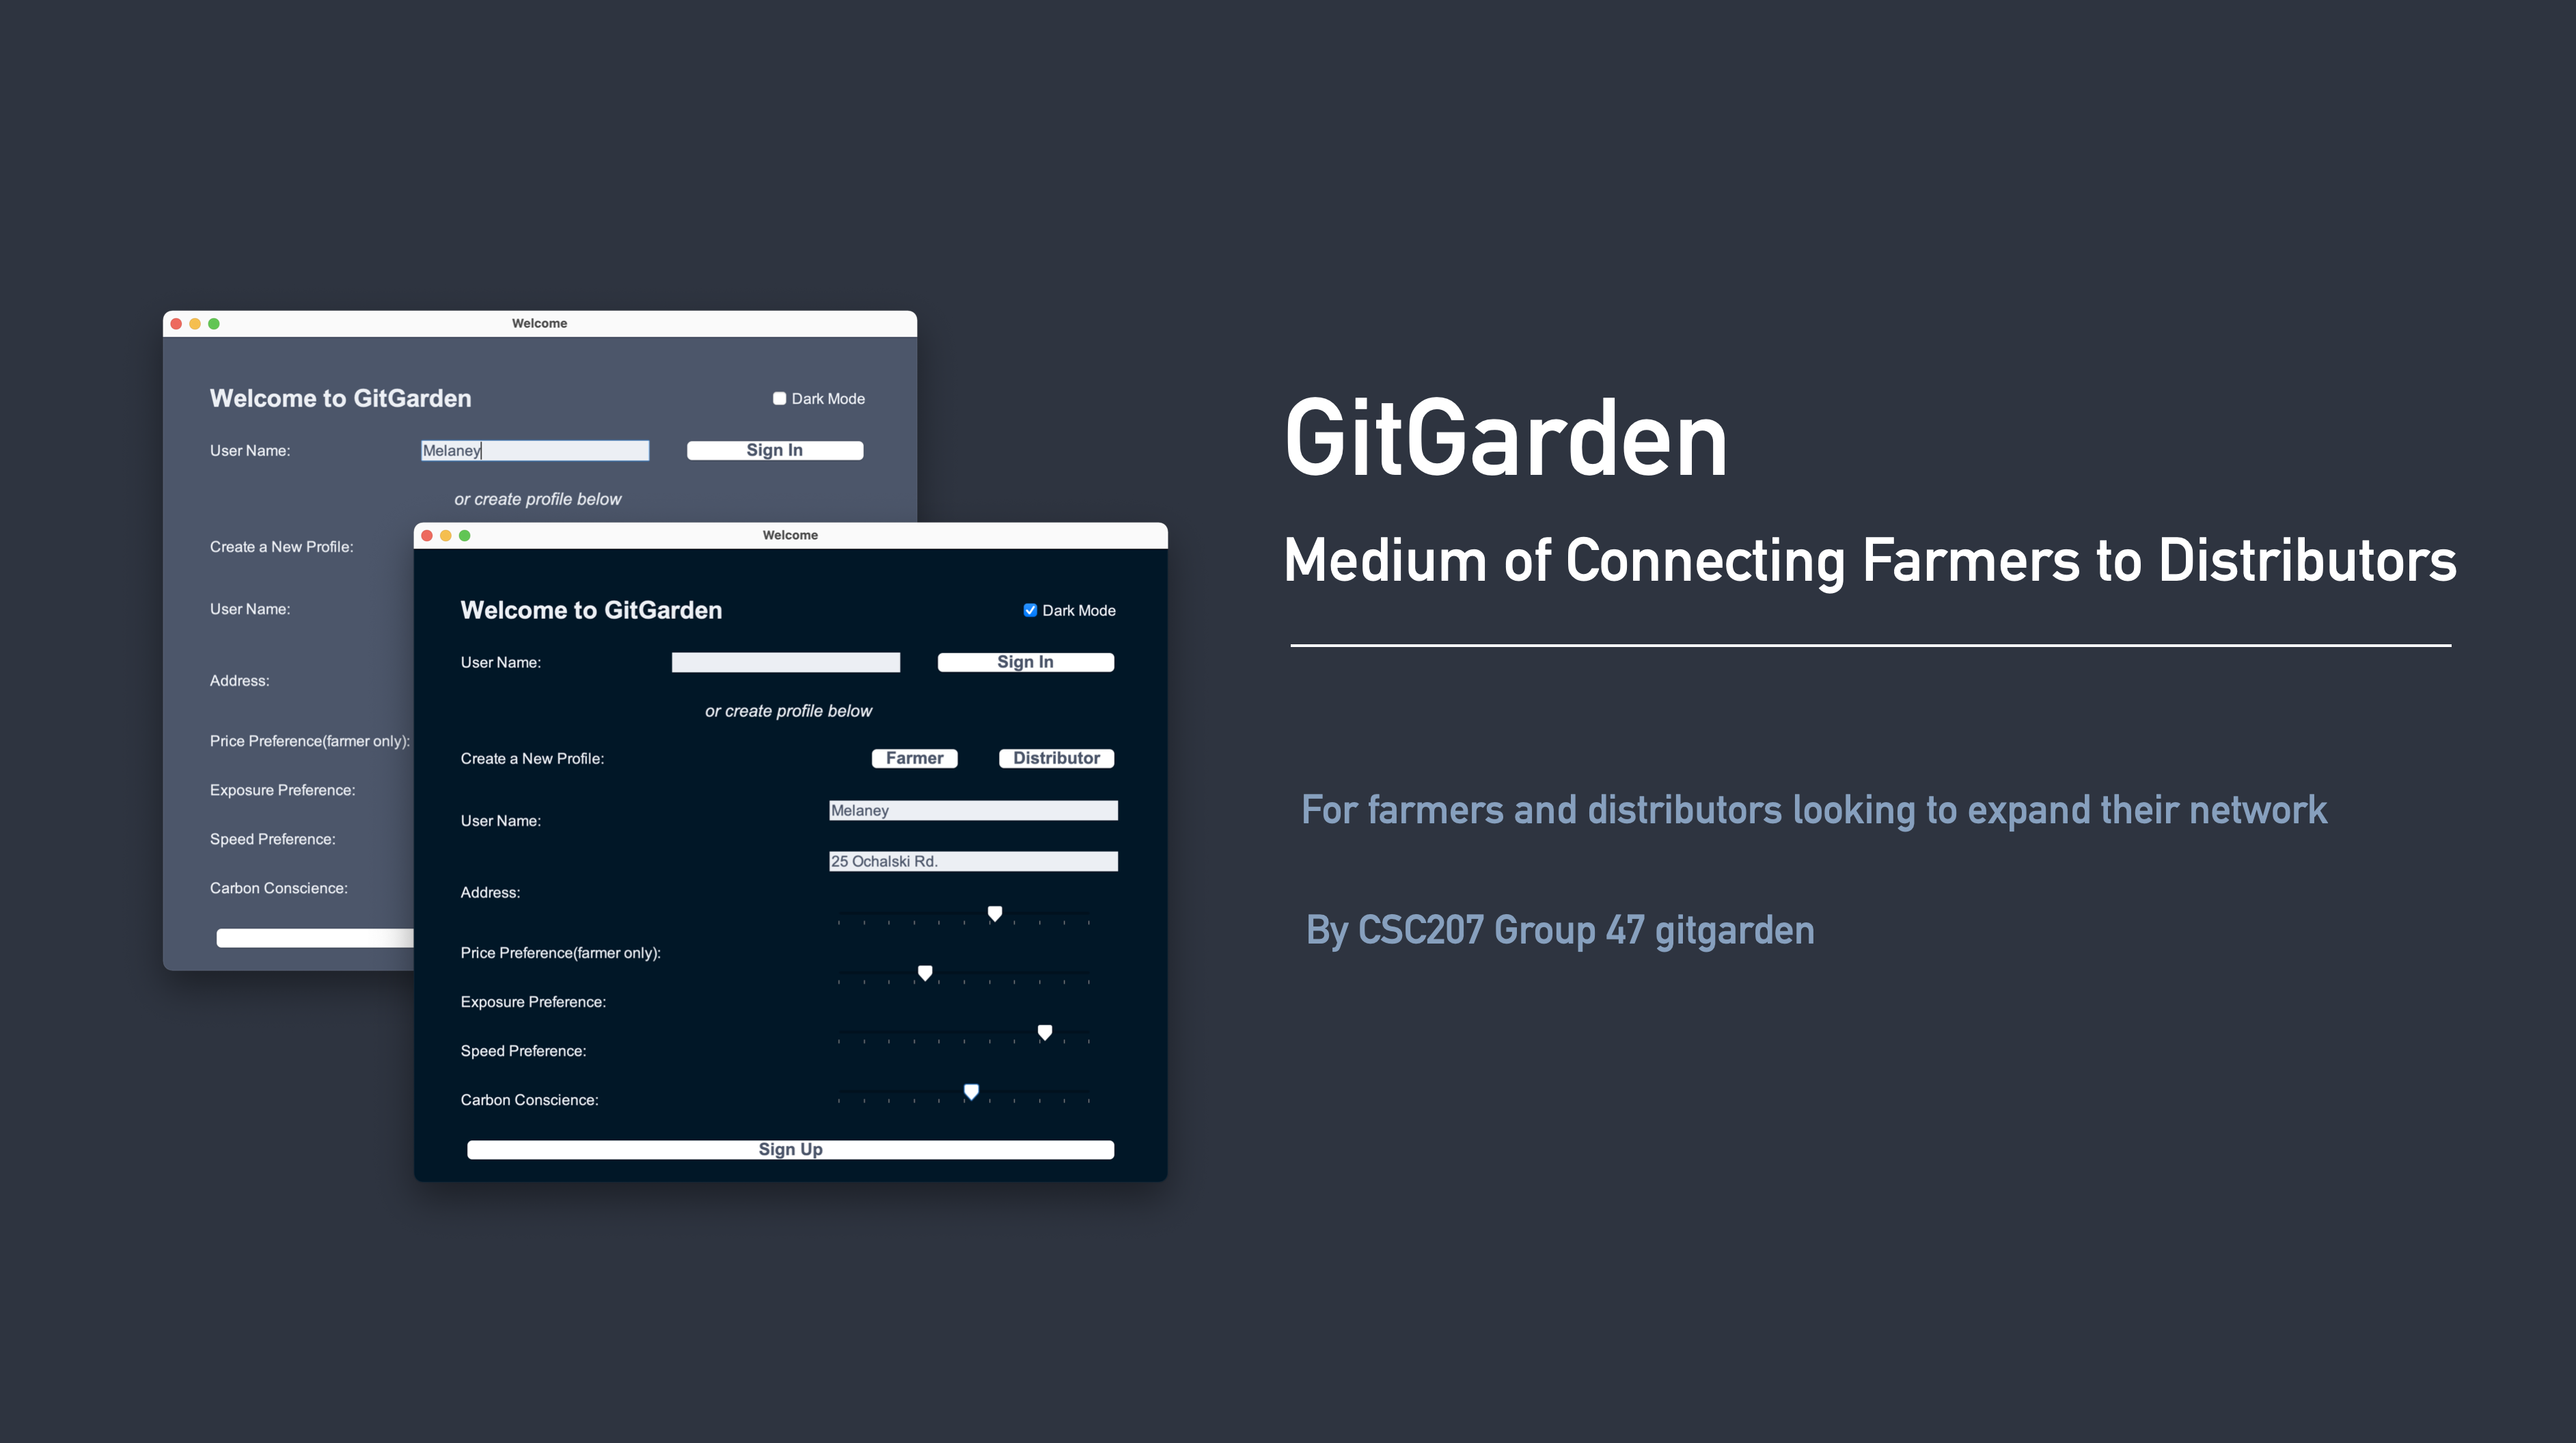 Welcome
Welcome to GitGarden
Dark Mode
User Name:
Melaney
Sign In
or create profile below
Create a New Profile:
User Name:
Address:
Price Preference(farmer only):
Exposure Preference:
Speed Preference:
Carbon Conscience:
Welcome
Welcome to GitGarden
Dark Mode
User Name:
Sign In
or create profile below
Create a New Profile:
Farmer
Distributor
User Name:
Melaney
25 Ochalski Rd.
Address:
Price Preference(farmer only):
Exposure Preference:
Speed Preference:
Carbon Conscience:
Sign Up
GitGarden
Medium of Connecting Farmers to Distributors
For farmers and distributors looking to expand their network
By CSC207 Group 47 gitgarden